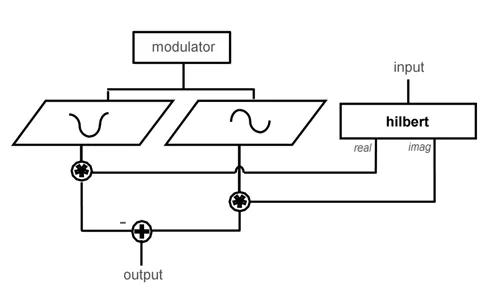 modulator
input
hilbert
real
imag
*
*
–
+
output